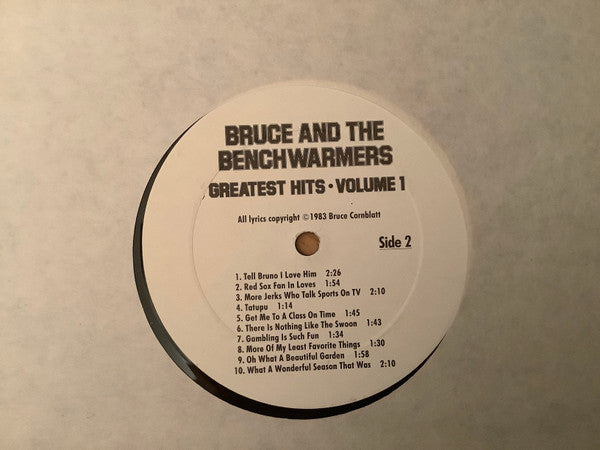 BRUCE AND THE
BENCHWARMERS
GREATEST HITS • VOLUME 1
All lyrics copyright ©1983 Bruce Cornblatt
Side 2
1. Tell Bruno I Love Him 2:26
2. Red Sox Fan In Loves 1:54
3. More Jerks Who Talk Sports On TV 2:10
4. Tatupu 1:14
5. Get Me To A Class On Time 1:45
6. There Is Nothing Like The Swoon 1:43
7. Gambling Is Such Fun 1:34
8. More Of My Least Favorite Things 1:30
9. Oh What A Beautiful Garden 1:58
10. What A Wonderful Season That Was 2:10